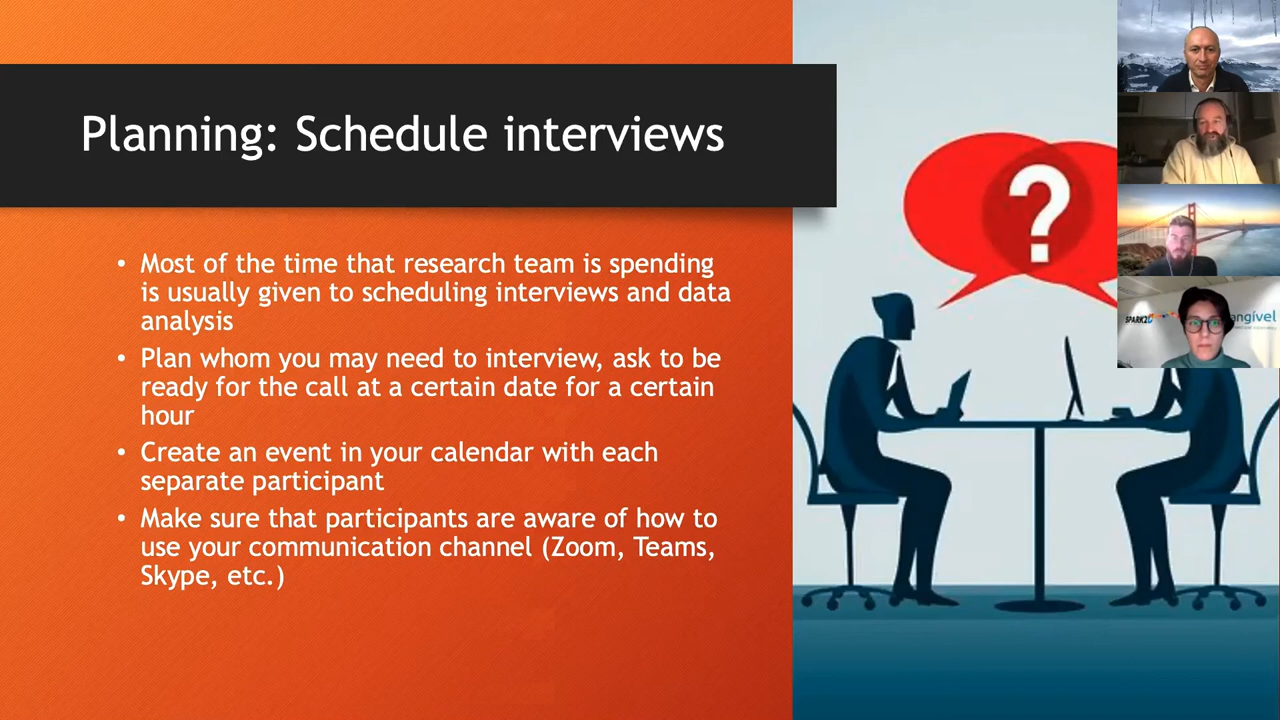 Planning: Schedule interviews
• Most of the time that research team is spending
is usually given to scheduling interviews and data
analysis
• Plan whom you may need to interview, ask to be
ready for the call at a certain date for a certain
hour
• Create an event in your calendar with each
separate participant
• Make sure that participants are aware of how to
use your communication channel (Zoom, Teams,
Skype, etc.)
?